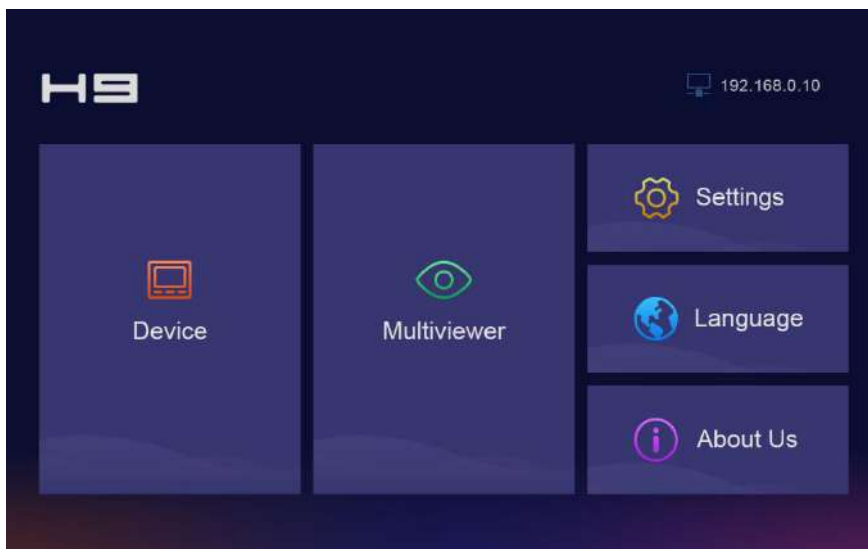 H9
192.168.0.10
Device
Multiviewer
Settings
Language
About Us